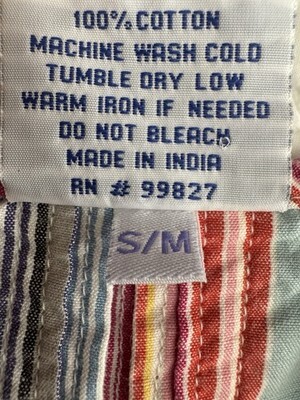 100% COTTON
MACHINE WASH COLD
TUMBLE DRY LOW
WARM IRON IF NEEDED
DO NOT BLEACH
MADE IN INDIA
RN # 99827
S/M